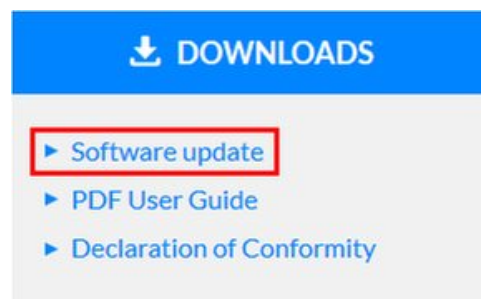 DOWNLOADS
Software update
PDF User Guide
Declaration of Conformity